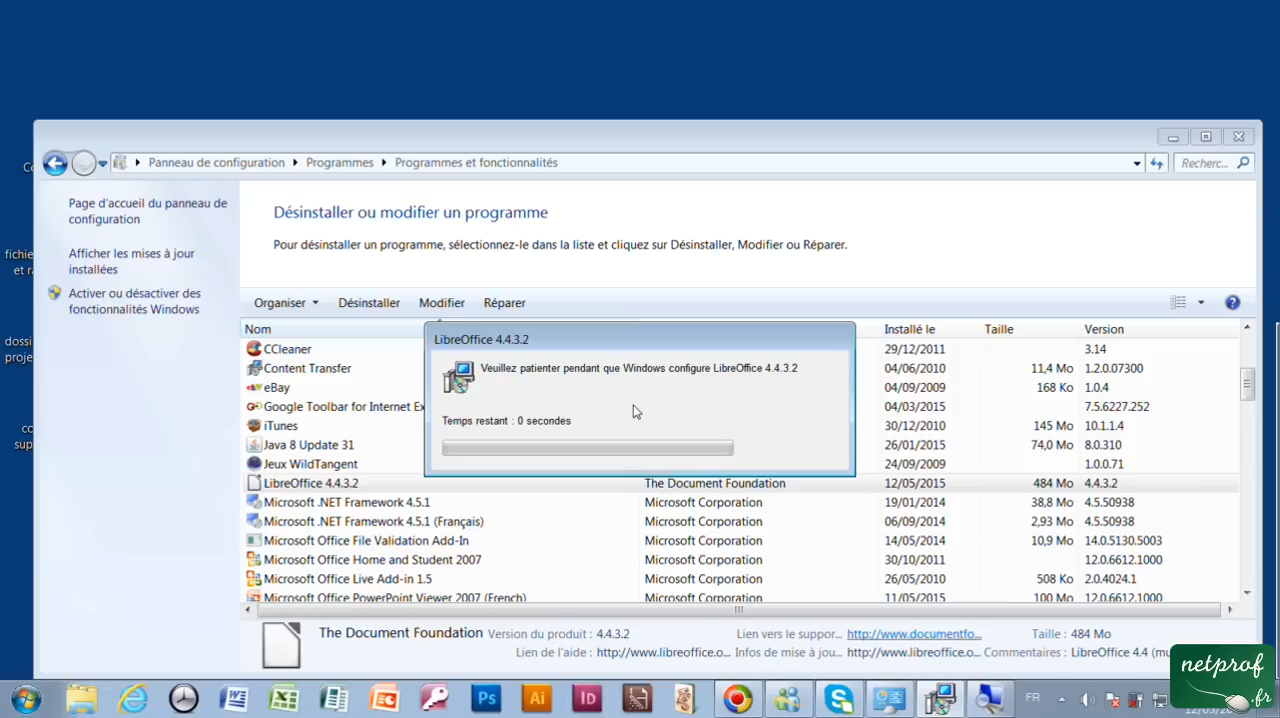 Panneau de configuration
Programmes
Programmes et fonctionnalités
Recherc...
Page d'accueil du panneau de
configuration
Afficher les mises à jour
installées
Activer ou désactiver des
fonctionnalités Windows
Désinstaller ou modifier un programme
Pour désinstaller un programme, sélectionnez-le dans la liste et cliquez sur Désinstaller, Modifier ou Réparer.
Organiser Désinstaller Modifier Réparer
Nom Installé le Taille Version
CCleaner 29/12/2011 3.14
Content Transfer 04/06/2010 11,4 Mo 1.2.0.07300
eBay 04/09/2009 168 Ko 1.0.4
Google Toolbar for Internet Ex 04/03/2015 7.5.6227.252
iTunes 30/12/2010 145 Mo 10.1.1.4
Java 8 Update 31 26/01/2015 74,0 Mo 8.0.310
Jeux WildTangent 24/09/2009 1.0.0.71
LibreOffice 4.4.3.2 The Document Foundation 12/05/2015 484 Mo 4.4.3.2
Microsoft .NET Framework 4.5.1 Microsoft Corporation 19/01/2014 38,8 Mo 4.5.50938
Microsoft .NET Framework 4.5.1 (Français) Microsoft Corporation 06/09/2014 2,93 Mo 4.5.50938
Microsoft Office File Validation Add-In Microsoft Corporation 14/05/2014 10,9 Mo 14.0.5130.5003
Microsoft Office Home and Student 2007 Microsoft Corporation 30/10/2011 12.0.6612.1000
Microsoft Office Live Add-in 1.5 Microsoft Corporation 26/05/2010 508 Ko 2.0.4024.1
Microsoft Office PowerPoint Viewer 2007 (French) Microsoft Corporation 11/05/2015 100 Mo 12.0.6612.1000
LibreOffice 4.4.3.2
Veuillez patienter pendant que Windows configure LibreOffice 4.4.3.2
Temps restant : 0 secondes
The Document Foundation Version du produit : 4.4.3.2 Lien vers le suppor... http://www.documentfo... Taille : 484 Mo
Lien de l'aide : http://www.libreoffice.o... Infos de mise à jou... http://www.libreoffice.o... Commentaires : LibreOffice 4.4 (mu
fichie
et ra
dossi
proje
co
sup
Ps
Ai
Id
FR
netprof
.fr